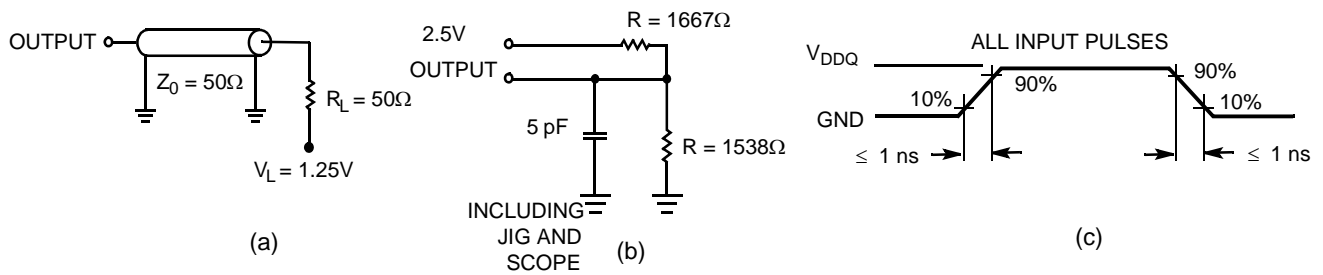 OUTPUT
Z0 = 50Ω
RL = 50Ω
VL = 1.25V
(a)
R = 1667Ω
2.5V
OUTPUT
5 pF
R = 1538Ω
INCLUDING
JIG AND
SCOPE
(b)
ALL INPUT PULSES
VDDQ
GND
10%
90%
90%
10%
≤ 1 ns
≤ 1 ns
(c)